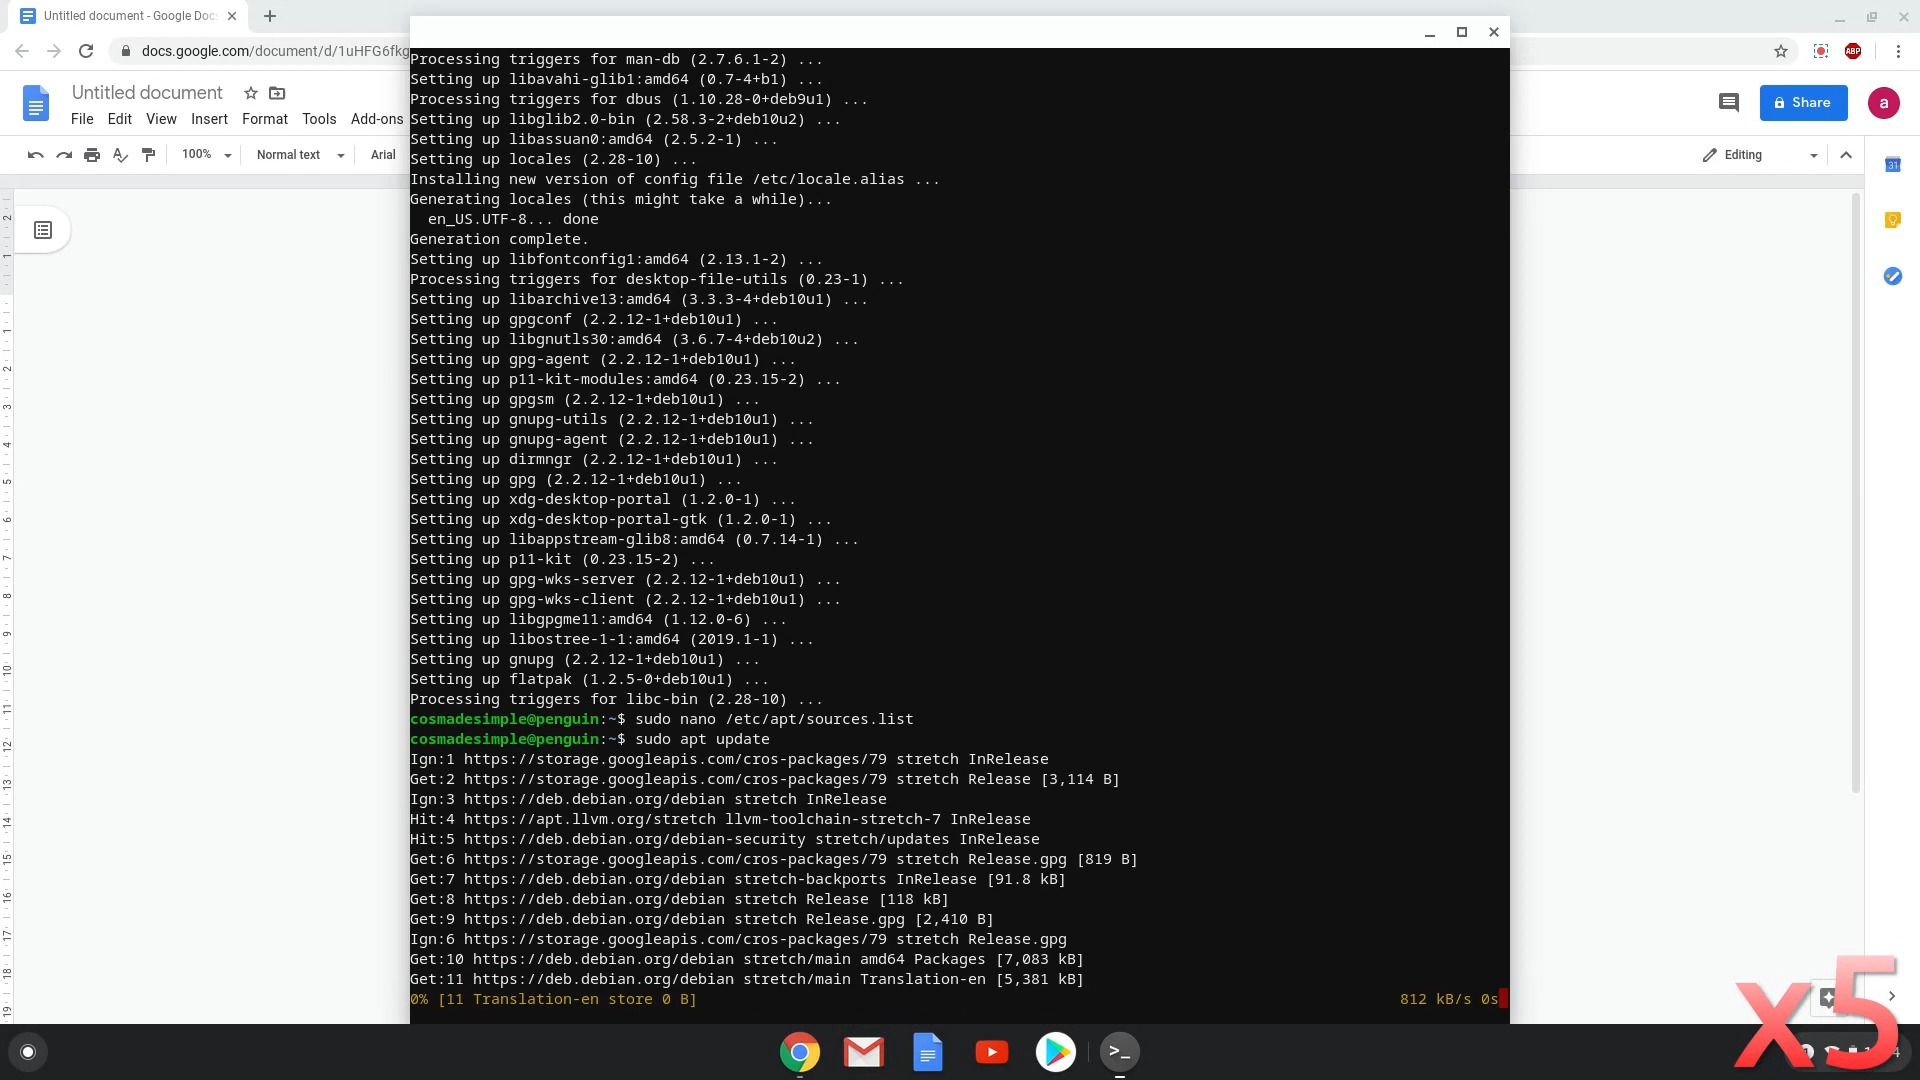 Untitled document - Google Doc
docs.google.com/document/d/1uHFG6fkg
Untitled document
File Edit View Insert Format Tools Add-ons
Share
a
100% Normal text Arial
Editing
31
ABP
Processing triggers for man-db (2.7.6.1-2) ...
Setting up libavahi-glib1:amd64 (0.7-4+b1) ...
Processing triggers for dbus (1.10.28-0+deb9u1) ...
Setting up libglib2.0-bin (2.58.3-2+deb10u2) ...
Setting up libassuan0:amd64 (2.5.2-1) ...
Setting up locales (2.28-10) ...
Installing new version of config file /etc/locale.alias ...
Generating locales (this might take a while)...
en_US.UTF-8... done
Generation complete.
Setting up libfontconfig1:amd64 (2.13.1-2) ...
Processing triggers for desktop-file-utils (0.23-1) ...
Setting up libarchive13:amd64 (3.3.3-4+deb10u1) ...
Setting up gpgconf (2.2.12-1+deb10u1) ...
Setting up libgnutls30:amd64 (3.6.7-4+deb10u2) ...
Setting up gpg-agent (2.2.12-1+deb10u1) ...
Setting up p11-kit-modules:amd64 (0.23.15-2) ...
Setting up gpgsm (2.2.12-1+deb10u1) ...
Setting up gnupg-utils (2.2.12-1+deb10u1) ...
Setting up gnupg-agent (2.2.12-1+deb10u1) ...
Setting up dirmngr (2.2.12-1+deb10u1) ...
Setting up gpg (2.2.12-1+deb10u1) ...
Setting up xdg-desktop-portal (1.2.0-1) ...
Setting up xdg-desktop-portal-gtk (1.2.0-1) ...
Setting up libappstream-glib8:amd64 (0.7.14-1) ...
Setting up p11-kit (0.23.15-2) ...
Setting up gpg-wks-server (2.2.12-1+deb10u1) ...
Setting up gpg-wks-client (2.2.12-1+deb10u1) ...
Setting up libgpgme11:amd64 (1.12.0-6) ...
Setting up libostree-1-1:amd64 (2019.1-1) ...
Setting up gnupg (2.2.12-1+deb10u1) ...
Setting up flatpak (1.2.5-0+deb10u1) ...
Processing triggers for libc-bin (2.28-10) ...
cosmadesimple@penguin:~$ sudo nano /etc/apt/sources.list
cosmadesimple@penguin:~$ sudo apt update
Ign:1 https://storage.googleapis.com/cros-packages/79 stretch InRelease
Get:2 https://storage.googleapis.com/cros-packages/79 stretch Release [3,114 B]
Ign:3 https://deb.debian.org/debian stretch InRelease
Hit:4 https://apt.llvm.org/stretch llvm-toolchain-stretch-7 InRelease
Hit:5 https://deb.debian.org/debian-security stretch/updates InRelease
Get:6 https://storage.googleapis.com/cros-packages/79 stretch Release.gpg [819 B]
Get:7 https://deb.debian.org/debian stretch-backports InRelease [91.8 kB]
Get:8 https://deb.debian.org/debian stretch Release [118 kB]
Get:9 https://deb.debian.org/debian stretch Release.gpg [2,410 B]
Ign:6 https://storage.googleapis.com/cros-packages/79 stretch Release.gpg
Get:10 https://deb.debian.org/debian stretch/main amd64 Packages [7,083 kB]
Get:11 https://deb.debian.org/debian stretch/main Translation-en [5,381 kB]
0% [11 Translation-en store 0 B] 812 kB/s 0s
2
1
1
2
3
4
5
6
7
8
9
10
11
12
13
14
15
16
17
18
19
x5